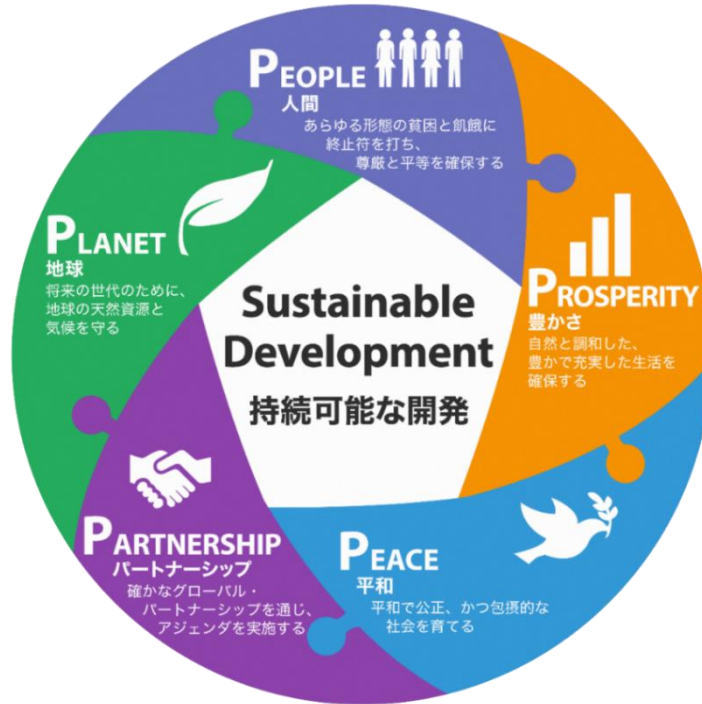 PEOPLE
人間
あらゆる形態の貧困と飢餓に
終止符を打ち、
尊厳と平等を確保する
PROSPERITY
豊かさ
自然と調和した、
豊かで充実した生活を
確保する
PEACE
平和
平和で公正、かつ包摂的な
社会を育てる
PARTNERSHIP
パートナーシップ
確かなグローバル・
パートナーシップを通じ、
アジェンダを実施する
PLANET
地球
将来の世代のために、
地球の天然資源と
気候を守る
Sustainable
Development
持続可能な開発